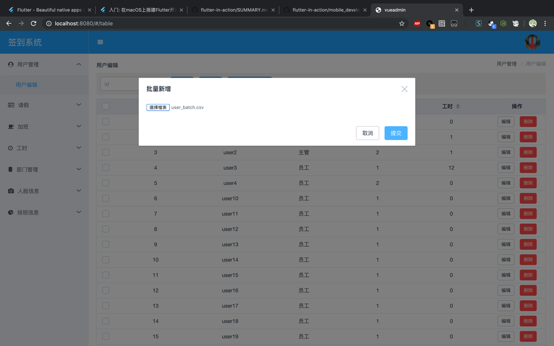 Flutter - Beautiful native apps
入门: 在macOS上搭建Flutter开
flutter-in-action/SUMMARY.m
flutter-in-action/mobile_devel
vueadmin
localhost:8080/#/table
签到系统
用户管理
用户编辑
请假
加班
工时
部门管理
人脸信息
班组信息
用户编辑
用户管理
用户编辑
批量新增
选择檔案 user_batch.csv
取消
提交
工时
操作
0 编辑 删除
1 编辑 删除
3 user2 主管 2 1 编辑 删除
4 user3 员工 1 12 编辑 删除
5 user4 员工 2 0 编辑 删除
6 user10 员工 1 0 编辑 删除
7 user11 员工 1 0 编辑 删除
8 user12 员工 1 0 编辑 删除
9 user13 员工 1 0 编辑 删除
10 user14 员工 1 0 编辑 删除
11 user15 员工 1 0 编辑 删除
12 user16 员工 1 0 编辑 删除
13 user17 员工 1 0 编辑 删除
14 user18 员工 1 0 编辑 删除
15 user19 员工 1 0 编辑 删除